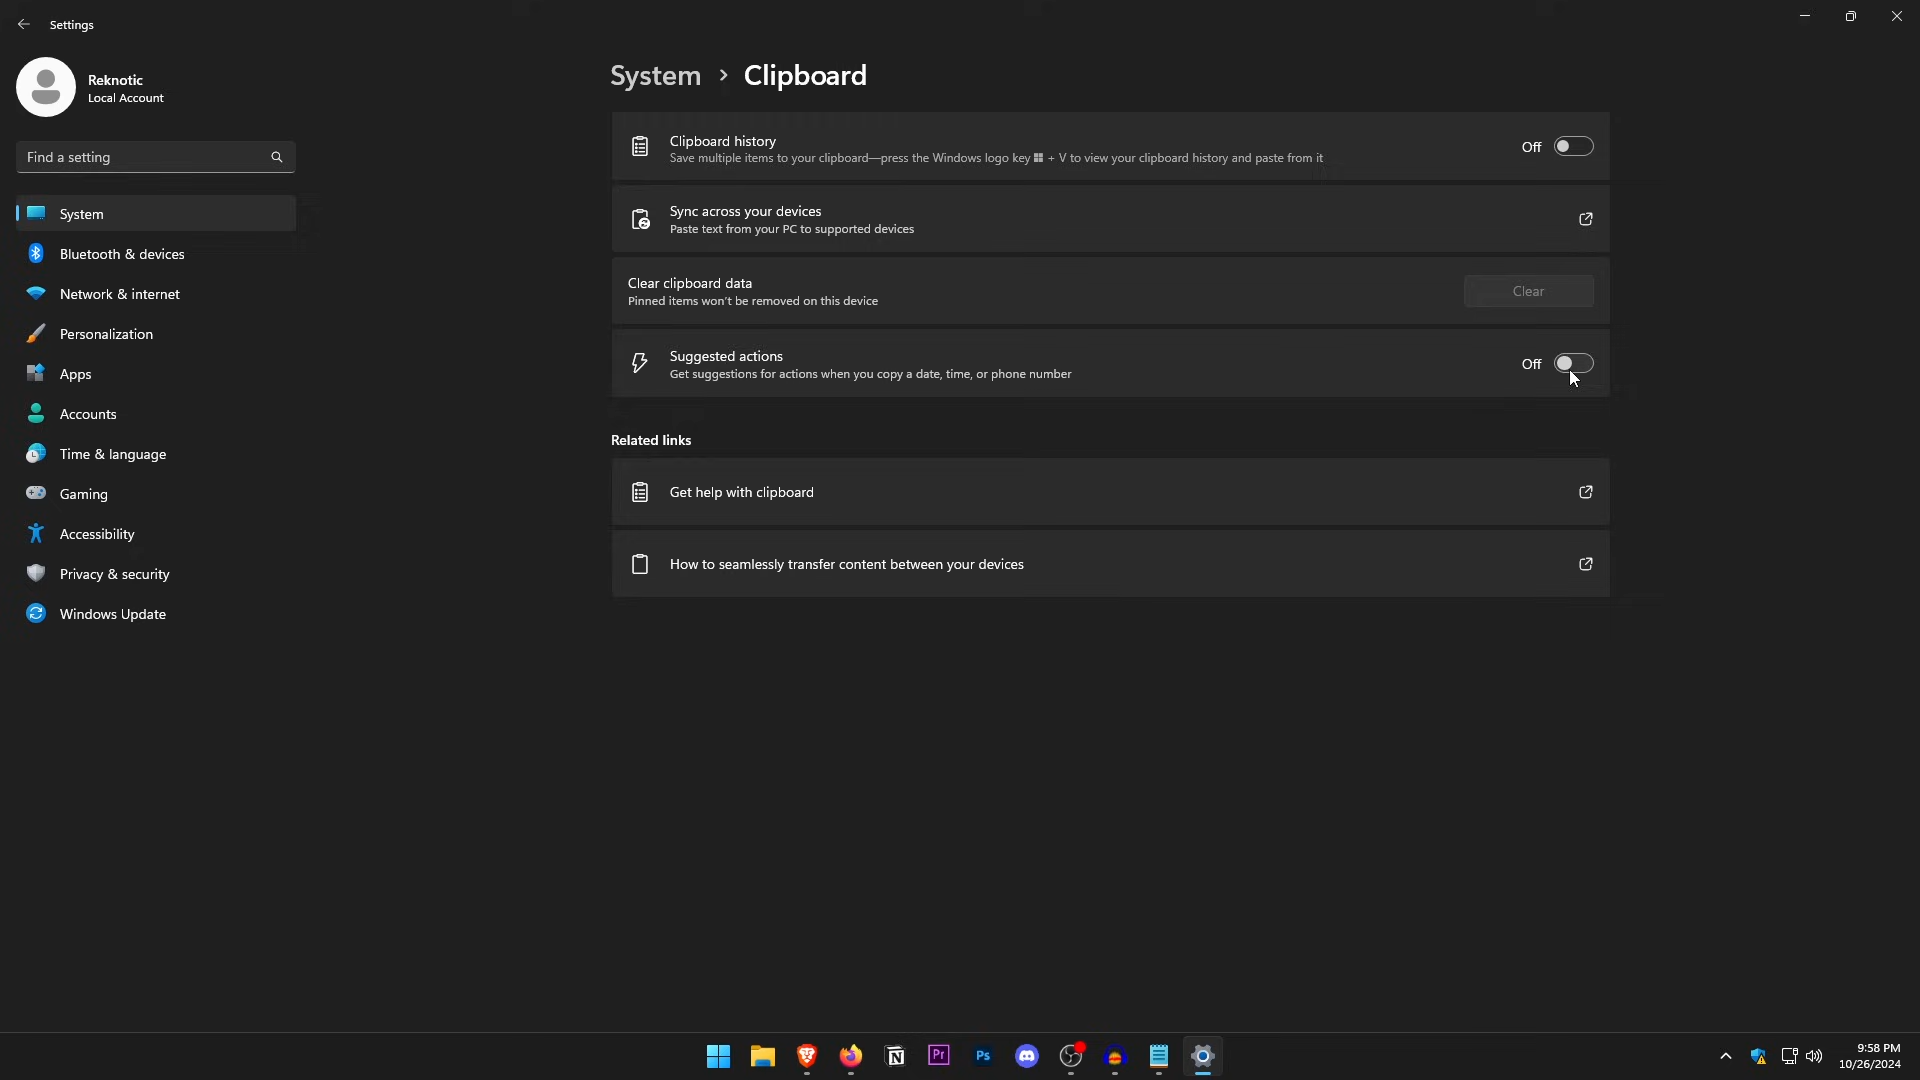 Settings
Reknotic
Local Account
Find a setting
System
Bluetooth & devices
Network & internet
Personalization
Apps
Accounts
Time & language
Gaming
Accessibility
Privacy & security
Windows Update
System > Clipboard
Clipboard history
Save multiple items to your clipboard—press the Windows logo key + V to view your clipboard history and paste from it
Off
Sync across your devices
Paste text from your PC to supported devices
Clear clipboard data
Pinned items won't be removed on this device
Clear
Suggested actions
Get suggestions for actions when you copy a date, time, or phone number
Off
Related links
Get help with clipboard
How to seamlessly transfer content between your devices
Pr
Ps
9:58 PM
10/26/2024